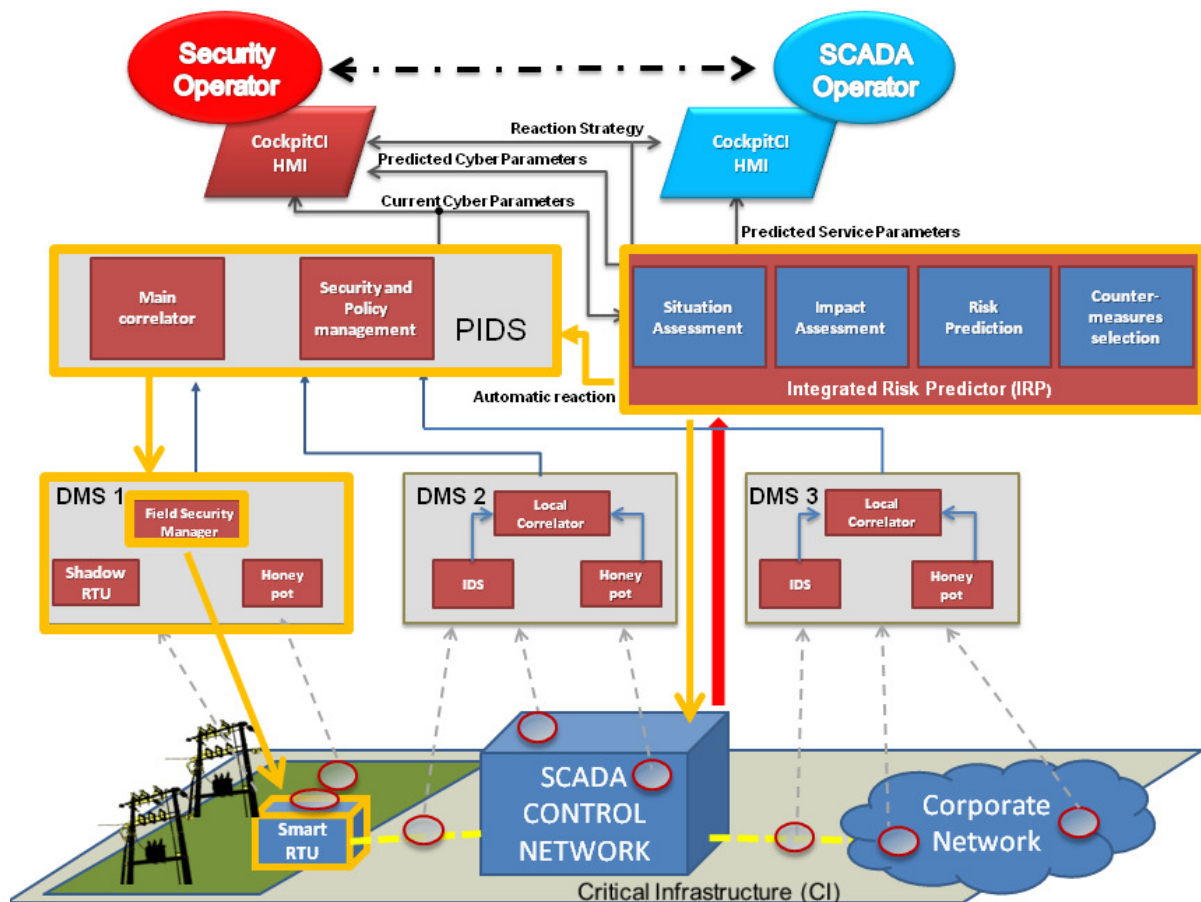 Security
Operator
SCADA
Operator
CockpitCI
HMI
CockpitCI
HMI
Reaction Strategy
Predicted Cyber Parameters
Current Cyber Parameters
Predicted Service Parameters
Main
correlator
Security and
Policy
management
PIDS
Situation
Assessment
Impact
Assessment
Risk
Prediction
Counter-
measures
selection
Integrated Risk Predictor (IRP)
Automatic reaction
DMS 1
Field Security
Manager
Shadow
RTU
Honey
pot
DMS 2
Local
Correlator
IDS
Honey
pot
DMS 3
Local
Correlator
IDS
Honey
pot
Smart
RTU
SCADA
CONTROL
NETWORK
Corporate
Network
Critical Infrastructure (CI)